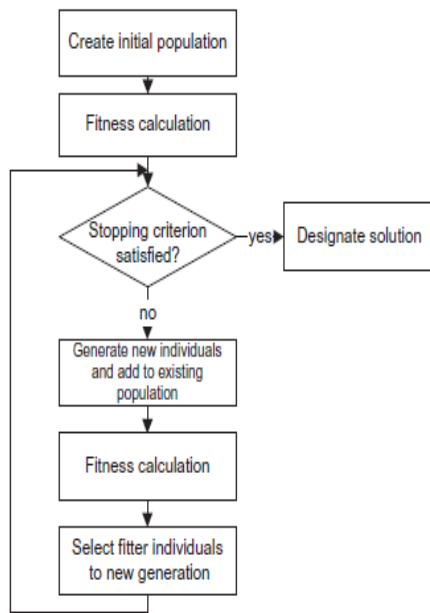 Create initial population
Fitness calculation
Stopping criterion
satisfied?
yes
Designate solution
no
Generate new individuals
and add to existing
population
Fitness calculation
Select fitter individuals
to new generation